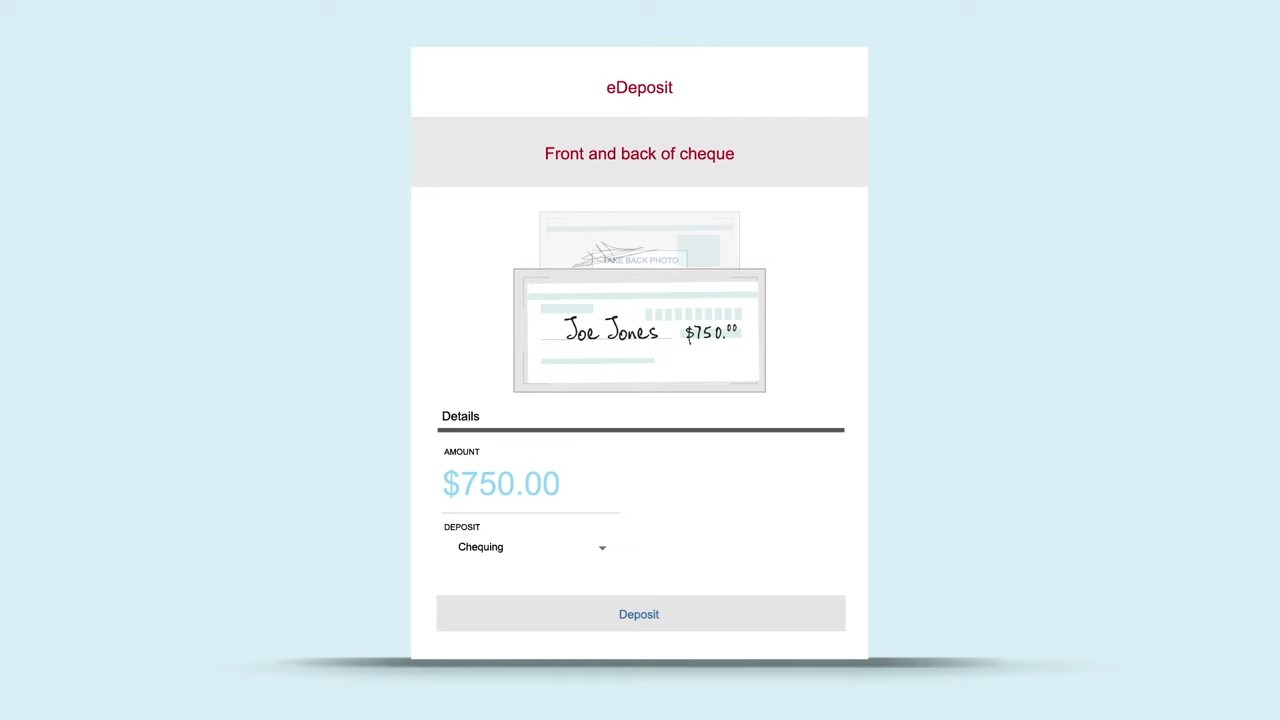 eDeposit
Front and back of cheque
TAKE BACK PHOTO
Joe Jones $750.00
Details
AMOUNT
$750.00
DEPOSIT
Chequing
Deposit